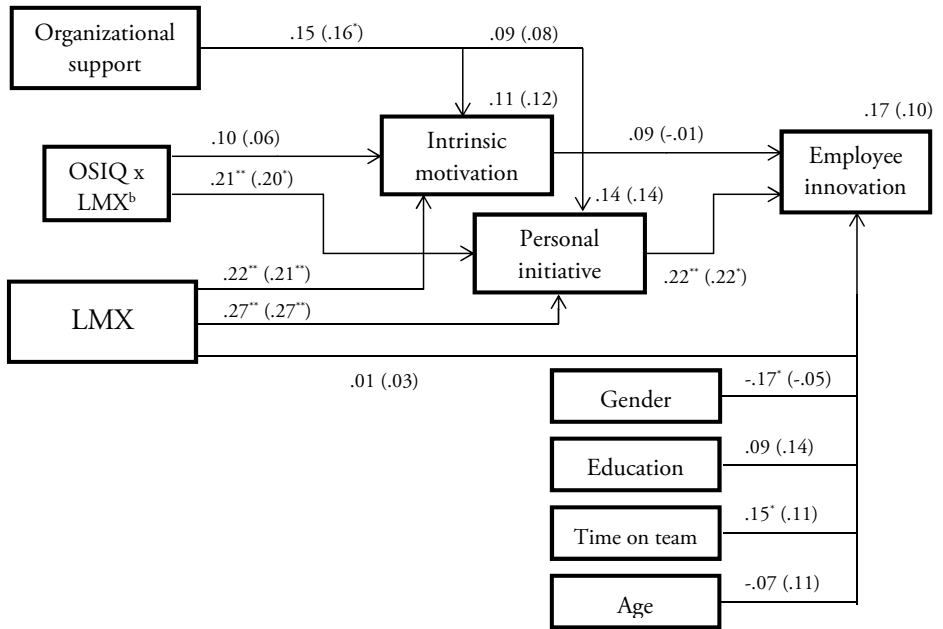 Organizational
support
.15 (.16*)
.09 (.08)
.11 (.12)
.17 (.10)
Intrinsic
motivation
.10 (.06)
.09 (-.01)
Employee
innovation
OSIQ x
LMXᵇ
.21** (.20*)
.14 (.14)
Personal
initiative
.22** (.21**)
.22** (.22*)
LMX
.27** (.27**)
.01 (.03)
Gender
-.17* (-.05)
Education
.09 (.14)
Time on team
.15* (.11)
Age
-.07 (.11)